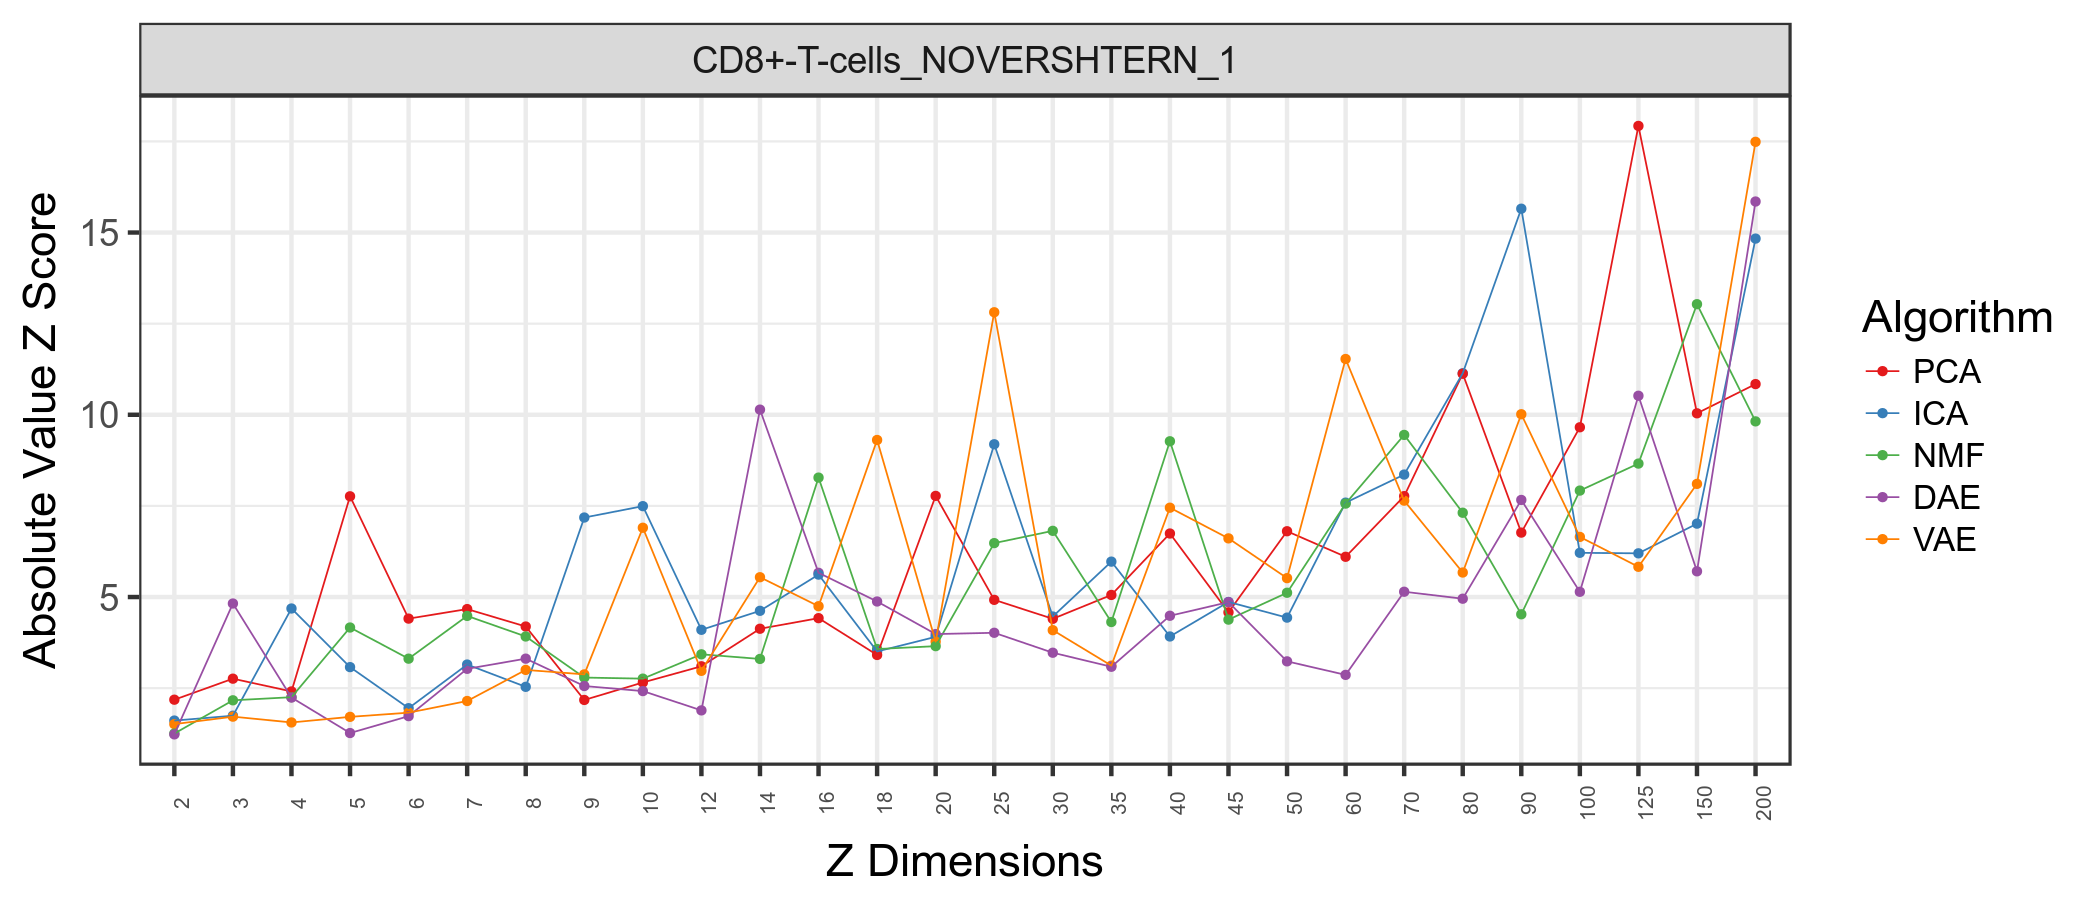 CD8+-T-cells_NOVERSHTERN_1
Absolute Value Z Score
15
10
5
2 3 4 5 6 7 8 9 10 12 14 16 18 20 25 30 35 40 45 50 60 70 80 90 100 125 150 200
Z Dimensions
Algorithm
PCA
ICA
NMF
DAE
VAE